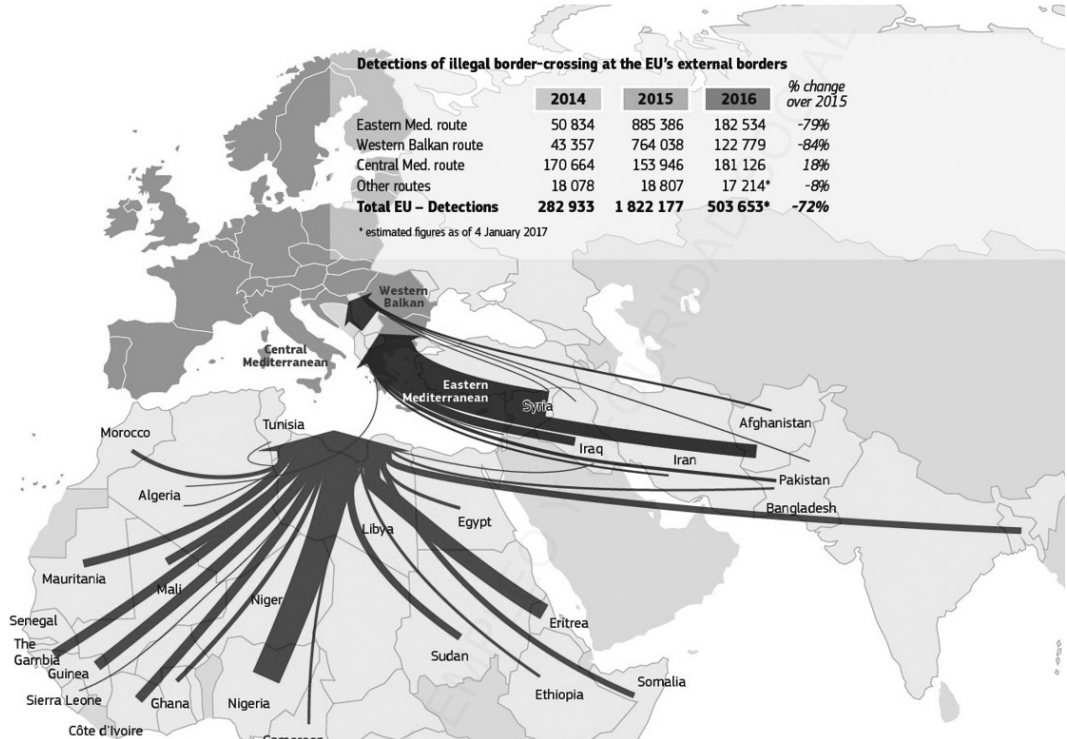 Detections of illegal border-crossing at the EU's external borders
2014 2015 2016 % change over 2015
Eastern Med. route 50 834 885 386 182 534 -79%
Western Balkan route 43 357 764 038 122 779 -84%
Central Med. route 170 664 153 946 181 126 18%
Other routes 18 078 18 807 17 214* -8%
Total EU – Detections 282 933 1 822 177 503 653* -72%
* estimated figures as of 4 January 2017
Western
Balkan
Central
Mediterranean
Eastern
Mediterranean
Syria
Afghanistan
Tunisia
Morocco
Iraq
Iran
Pakistan
Algeria
Bangladesh
Libya
Egypt
Mauritania
Mali
Niger
Senegal
Eritrea
The
Gambia
Guinea
Sudan
Somalia
Sierra Leone
Ghana
Nigeria
Ethiopia
Côte d'Ivoire
Cameroon